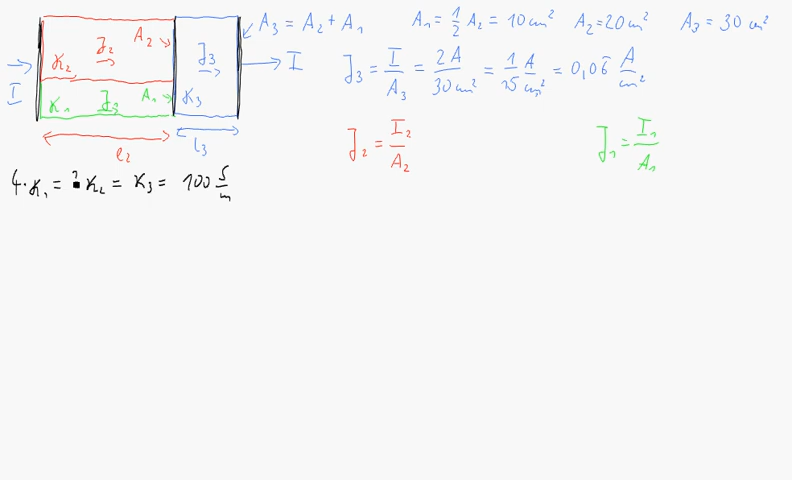 A₃ = A₂ + A₁
A₁ = 1/2 A₂ = 10 cm²
A₂ = 20 cm²
A₃ = 30 cm²
J₂ A₂
κ₂
κ₁ J₃ A₁
J₃
κ₃
I
I
l₂
l₃
J₃ = I/A₃ = 2A/30 cm² = 1/15 A/cm² = 0,06̅ A/cm²
J₂ = I₂/A₂
J₁ = I₁/A₁
4·κ₁ = κ₂ = κ₃ = 100 S/m